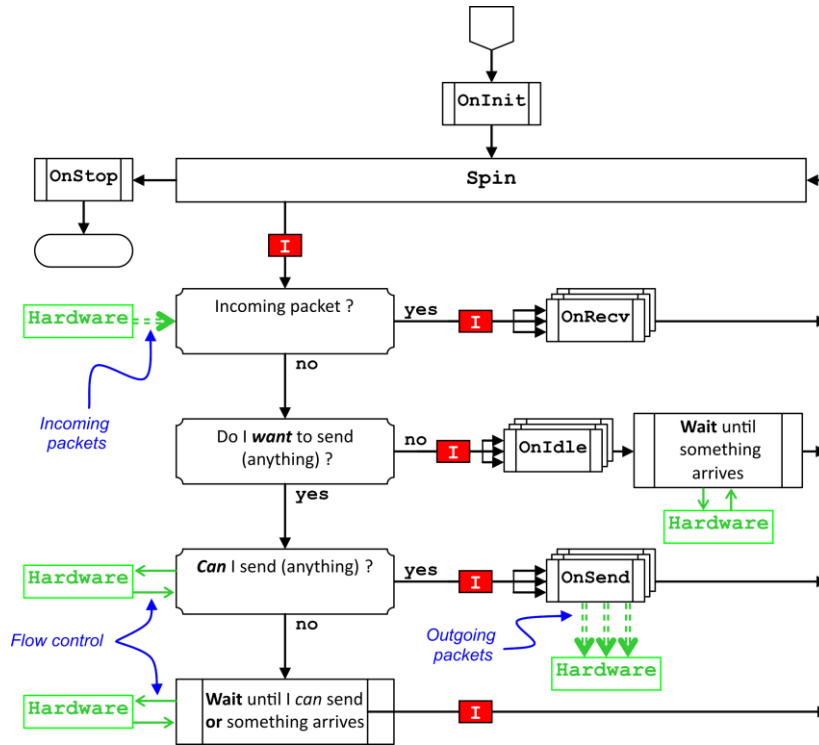 OnInit
OnStop
Spin
I
Incoming packet ?
Hardware
yes
I
OnRecv
no
Incoming
packets
Do I want to send
(anything) ?
no
I
OnIdle
Wait until
something
arrives
yes
Hardware
Can I send (anything) ?
Hardware
yes
I
OnSend
no
Flow control
Outgoing
packets
Hardware
Wait until I can send
or something arrives
Hardware
I